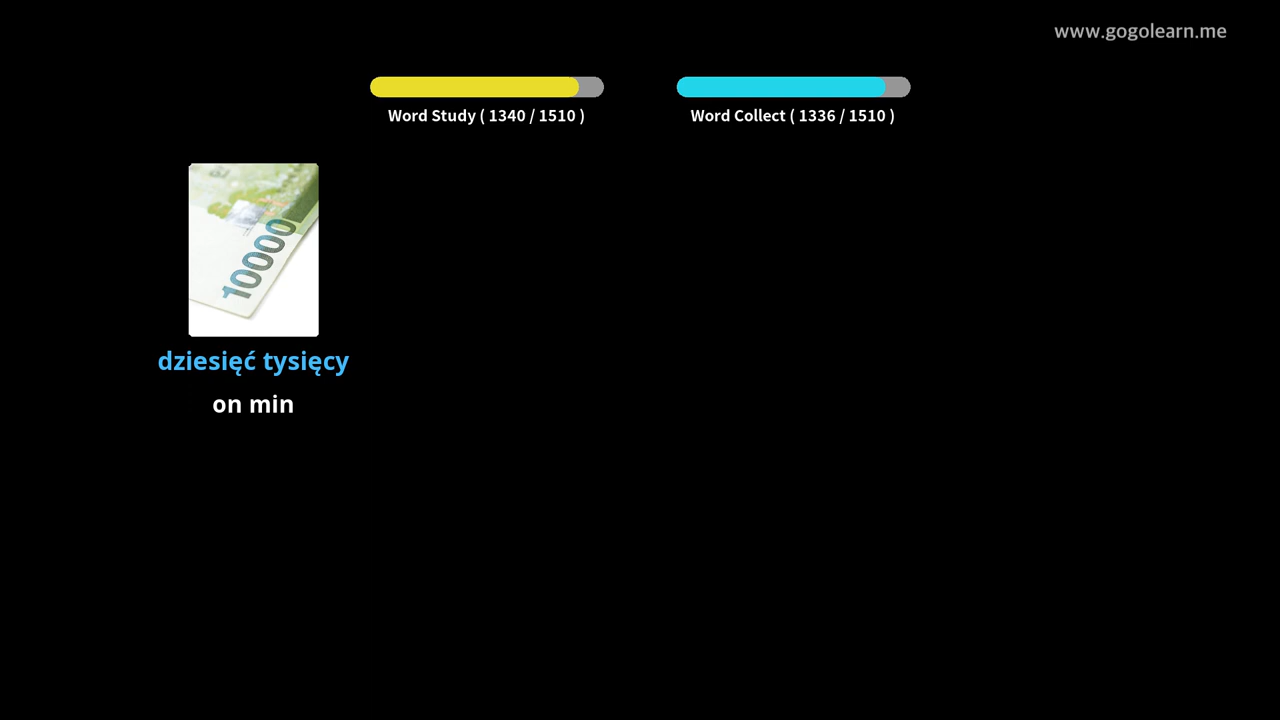 www.gogolearn.me
Word Study ( 1340 / 1510 )
Word Collect ( 1336 / 1510 )
10000
dziesięć tysięcy
on min